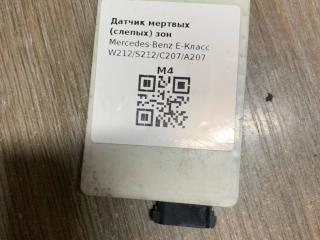 Датчик мертвых
(слепых) зон
Mercedes-Benz E-Класс
W212/S212/C207/A207
M4